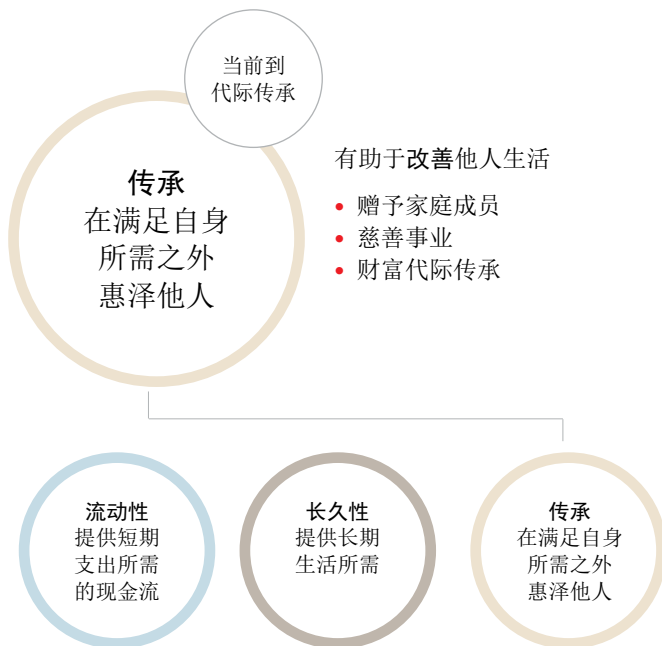 当前到
代际传承
传承
在满足自身
所需之外
惠泽他人
有助于改善他人生活
• 赠予家庭成员
• 慈善事业
• 财富代际传承
流动性
提供短期
支出所需
的现金流
长久性
提供长期
生活所需
传承
在满足自身
所需之外
惠泽他人